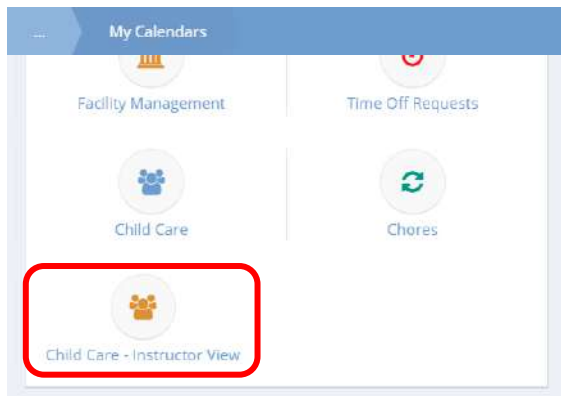 ... My Calendars
Facility Management Time Off Requests
Child Care Chores
Child Care - Instructor View